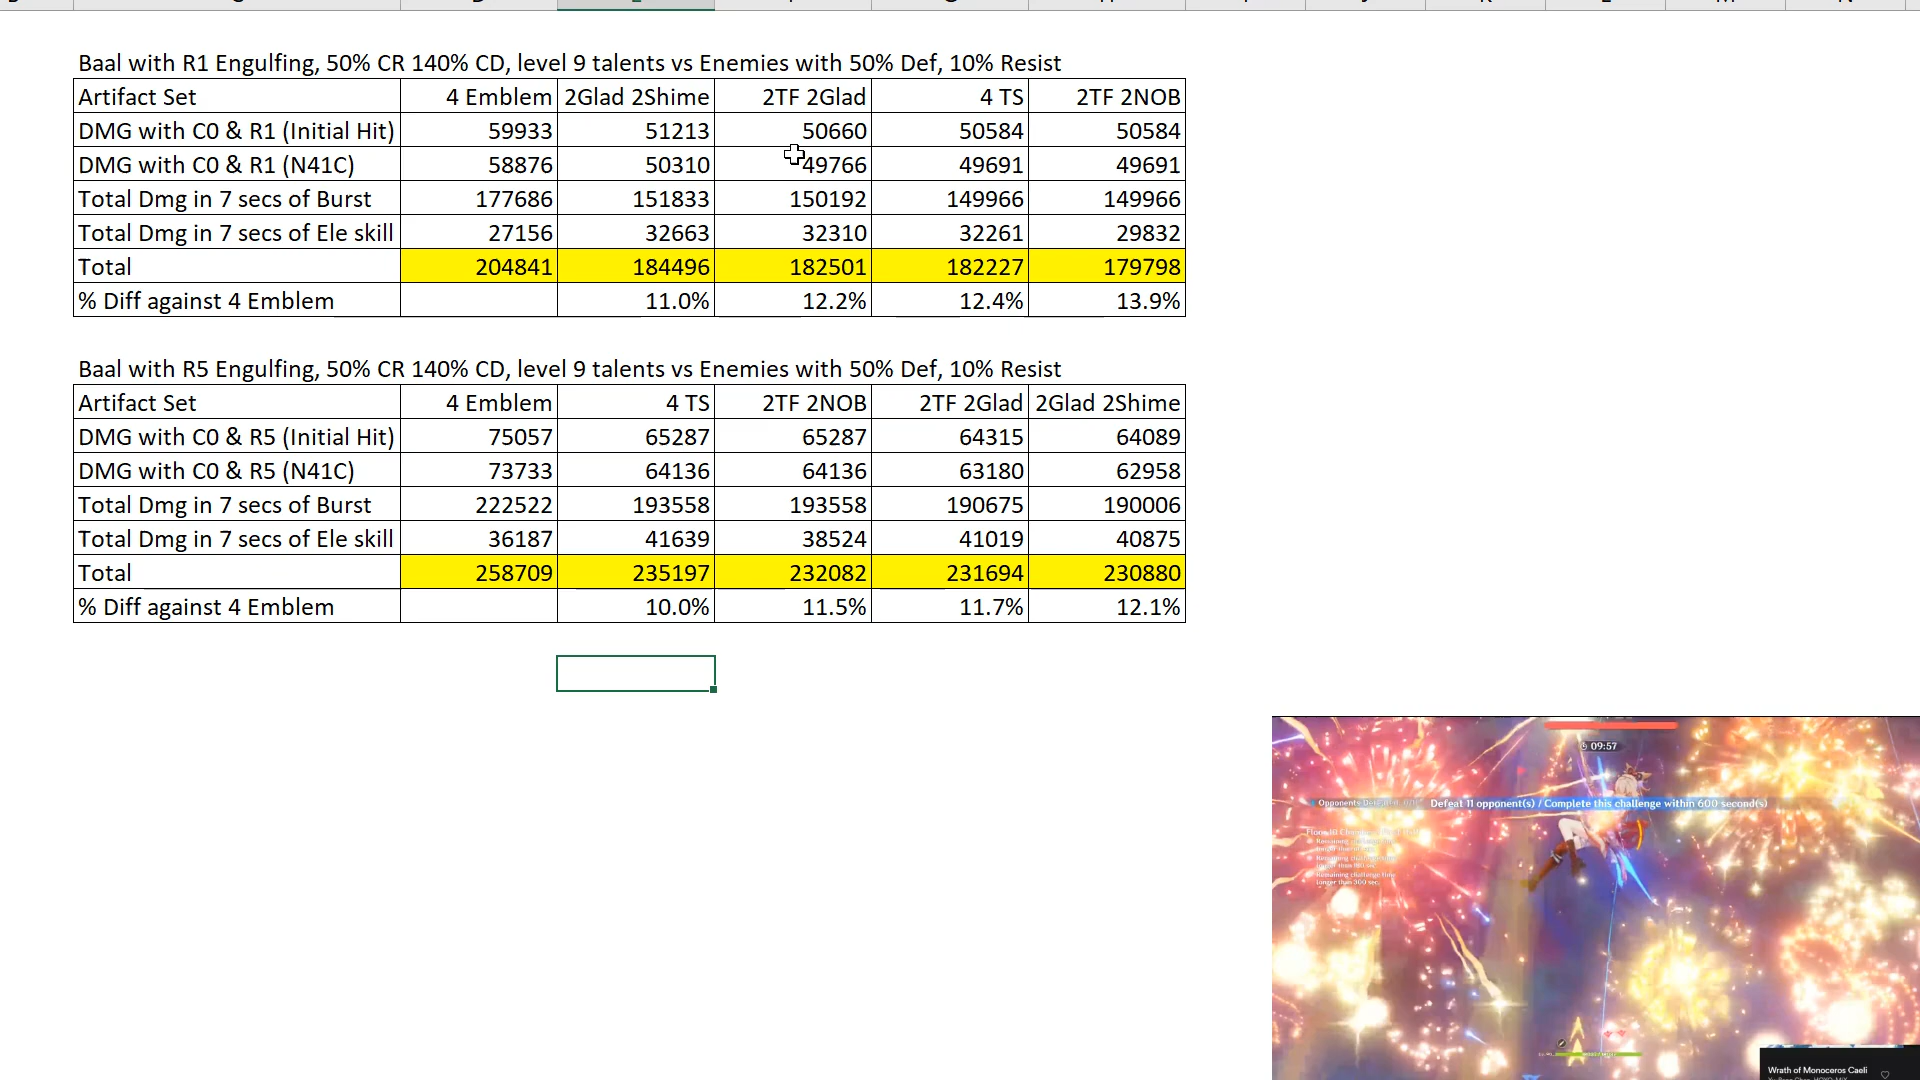 Baal with R1 Engulfing, 50% CR 140% CD, level 9 talents vs Enemies with 50% Def, 10% Resist
Artifact Set 4 Emblem 2Glad 2Shime 2TF 2Glad 4 TS 2TF 2NOB
DMG with C0 & R1 (Initial Hit) 59933 51213 50660 50584 50584
DMG with C0 & R1 (N41C) 58876 50310 49766 49691 49691
Total Dmg in 7 secs of Burst 177686 151833 150192 149966 149966
Total Dmg in 7 secs of Ele skill 27156 32663 32310 32261 29832
Total 204841 184496 182501 182227 179798
% Diff against 4 Emblem 11.0% 12.2% 12.4% 13.9%
Baal with R5 Engulfing, 50% CR 140% CD, level 9 talents vs Enemies with 50% Def, 10% Resist
Artifact Set 4 Emblem 4 TS 2TF 2NOB 2TF 2Glad 2Glad 2Shime
DMG with C0 & R5 (Initial Hit) 75057 65287 65287 64315 64089
DMG with C0 & R5 (N41C) 73733 64136 64136 63180 62958
Total Dmg in 7 secs of Burst 222522 193558 193558 190675 190006
Total Dmg in 7 secs of Ele skill 36187 41639 38524 41019 40875
Total 258709 235197 232082 231694 230880
% Diff against 4 Emblem 10.0% 11.5% 11.7% 12.1%
09:57
Opponents
Defeat 11 opponent(s) / Complete this challenge within 600 second(s)
Remaining challenge time
longer than 300 sec.
Wrath of Monoceros Caeli